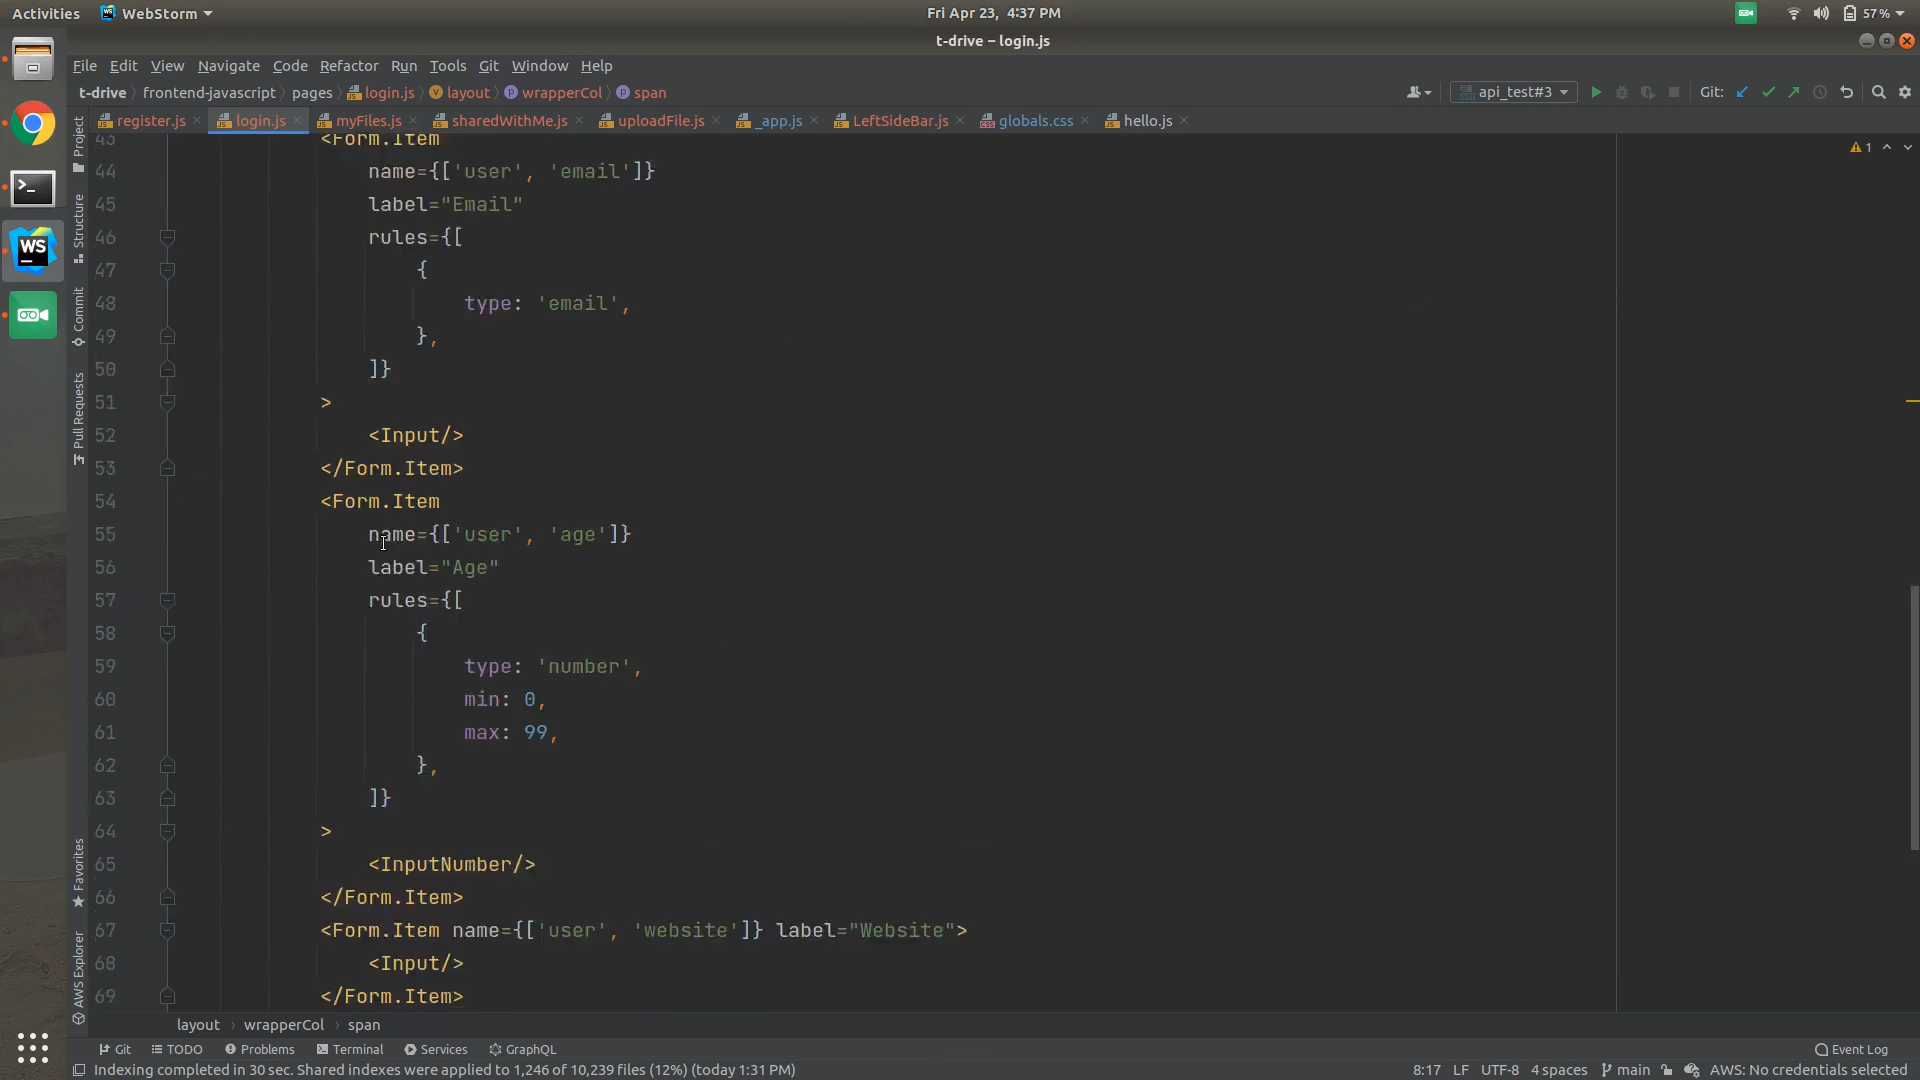 Activities WebStorm Fri Apr 23, 4:37 PM 57%
t-drive – login.js
File Edit View Navigate Code Refactor Run Tools Git Window Help
t-drive frontend-javascript pages login.js layout wrapperCol span api_test#3 Git:
register.js login.js myFiles.js sharedWithMe.js uploadFile.js _app.js LeftSideBar.js globals.css hello.js
Project
Structure
Commit
Pull Requests
Favorites
AWS Explorer
1
43 <Form.Item
44 name={['user', 'email']}
45 label="Email"
46 rules={[
47 {
48 type: 'email',
49 },
50 ]}
51 >
52 <Input/>
53 </Form.Item>
54 <Form.Item
55 name={['user', 'age']}
56 label="Age"
57 rules={[
58 {
59 type: 'number',
60 min: 0,
61 max: 99,
62 },
63 ]}
64 >
65 <InputNumber/>
66 </Form.Item>
67 <Form.Item name={['user', 'website']} label="Website">
68 <Input/>
69 </Form.Item>
layout › wrapperCol › span
Git TODO Problems Terminal Services GraphQL Event Log
Indexing completed in 30 sec. Shared indexes were applied to 1,246 of 10,239 files (12%) (today 1:31 PM) 8:17 LF UTF-8 4 spaces main AWS: No credentials selected